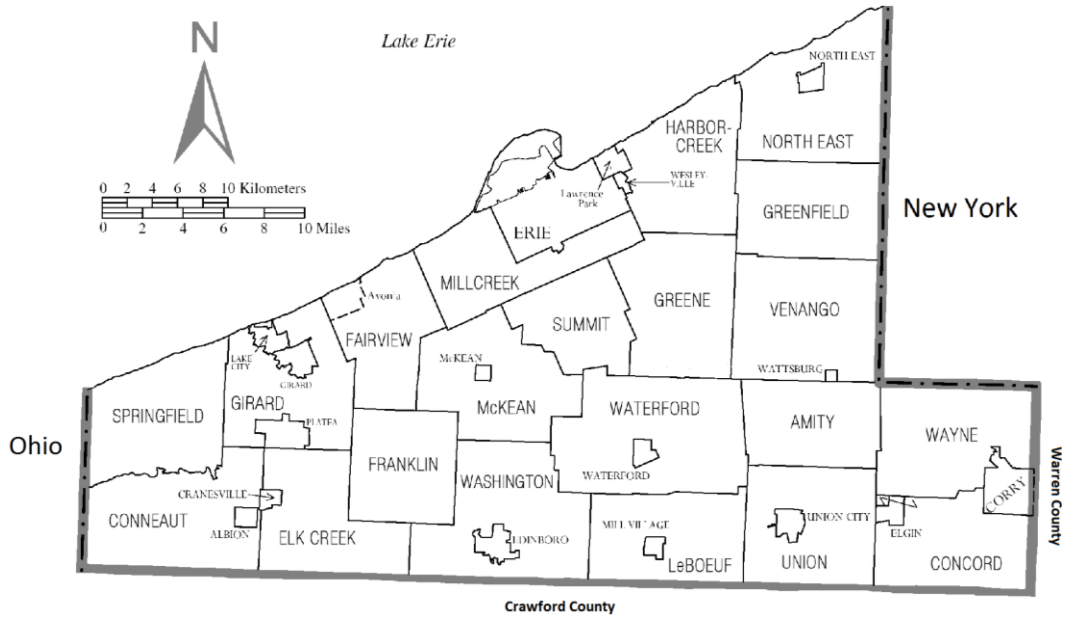 N
Lake Erie
NORTH EAST
HARBOR-
CREEK
NORTH EAST
0 2 4 6 8 10 Kilometers
0 2 4 6 8 10 Miles
Lawrence
Park
WESLEY-
VILLE
GREENFIELD
New York
ERIE
MILLCREEK
Avonia
GREENE
VENANGO
SUMMIT
FAIRVIEW
LAKE
CITY
GIRARD
McKEAN
WATTSBURG
SPRINGFIELD
GIRARD
PLATEA
McKEAN
WATERFORD
AMITY
WAYNE
Ohio
FRANKLIN
WASHINGTON
WATERFORD
Warren County
CRANESVILLE
CORRY
CONNEAUT
ALBION
ELK CREEK
EDINBORO
MILL VILLAGE
LeBOEUF
UNION CITY
UNION
ELGIN
CONCORD
Crawford County